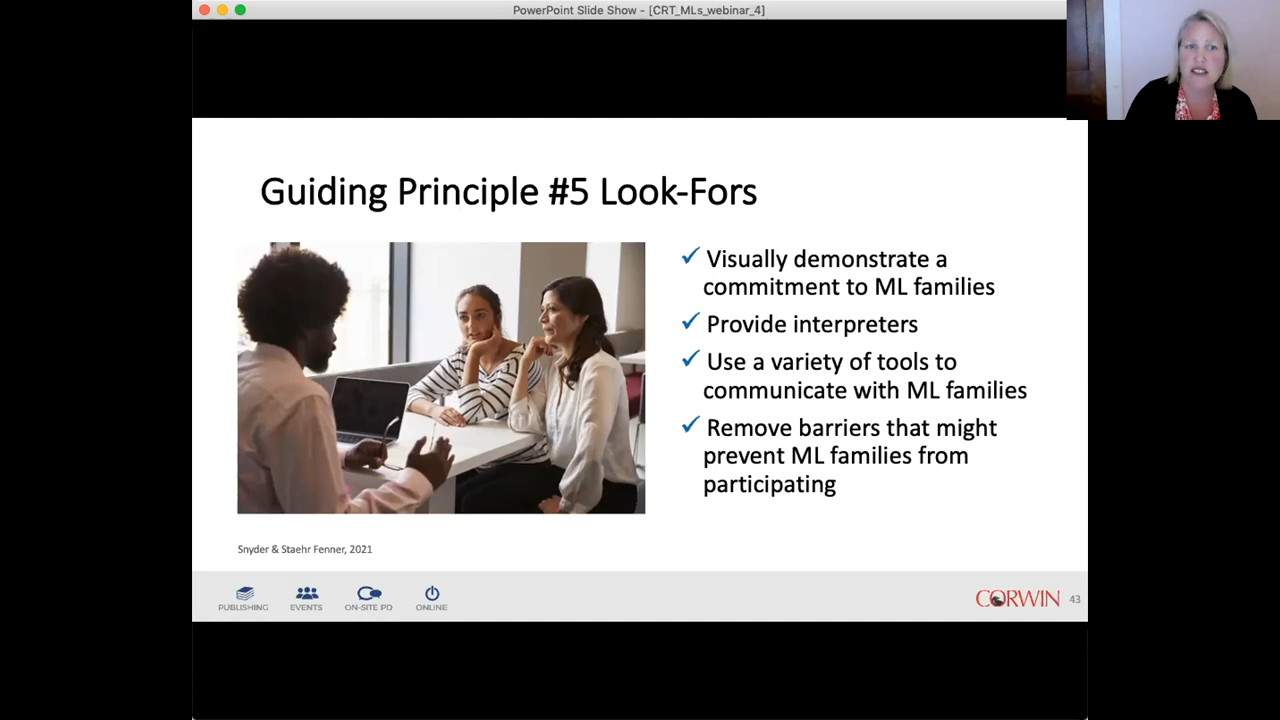 PowerPoint Slide Show - [CRT_MLs_webinar_4]
Guiding Principle #5 Look-Fors
✓ Visually demonstrate a
commitment to ML families
✓ Provide interpreters
✓ Use a variety of tools to
communicate with ML families
✓ Remove barriers that might
prevent ML families from
participating
Snyder & Staehr Fenner, 2021
PUBLISHING EVENTS ON-SITE PD ONLINE
CORWIN 43